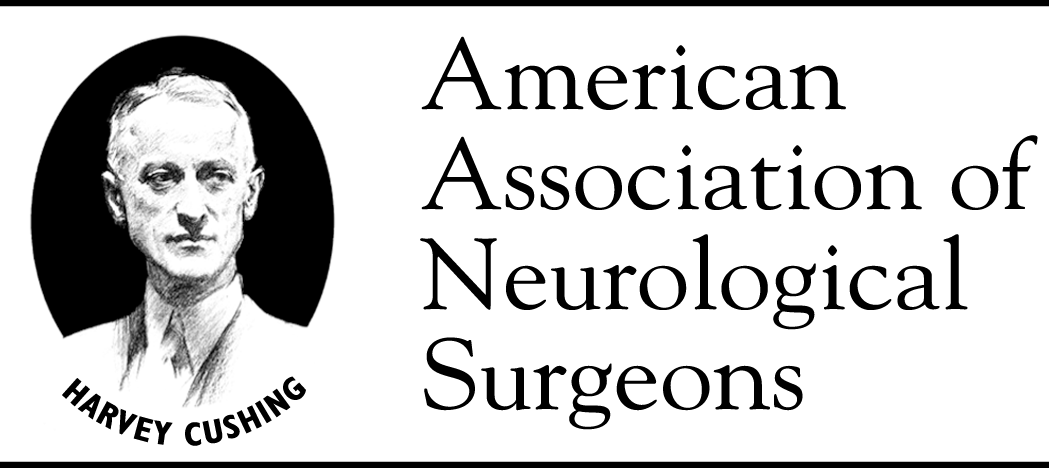 American
Association of
Neurological
Surgeons
HARVEY CUSHING